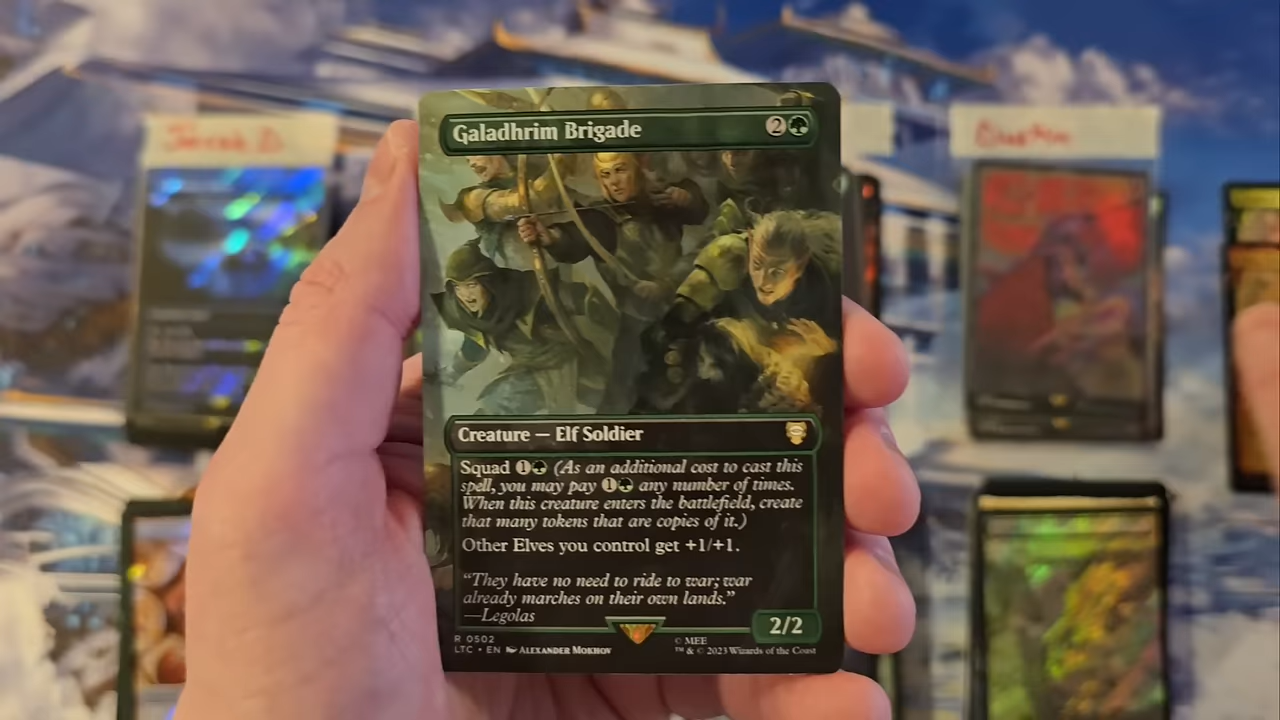 Galadhrim Brigade 2
Creature — Elf Soldier
Squad 1 (As an additional cost to cast this
spell, you may pay 1 any number of times.
When this creature enters the battlefield, create
that many tokens that are copies of it.)
Other Elves you control get +1/+1.
“They have no need to ride to war; war
already marches on their own lands.”
—Legolas
2/2
R 0502
LTC • EN ALEXANDER MOKHOV
© MEE
™ & © 2023 Wizards of the Coast